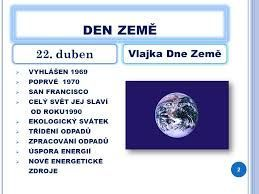 DEN ZEMĚ
22. duben
Vlajka Dne Země
VYHLÁŠEN 1969
POPRVÉ 1970
SAN FRANCISCO
CELÝ SVĚT JEJ SLAVÍ
OD ROKU1990
EKOLOGICKÝ SVÁTEK
TŘÍDĚNÍ ODPADŮ
ZPRACOVÁNÍ ODPADŮ
ÚSPORA ENERGIÍ
NOVÉ ENERGETICKÉ
ZDROJE
2